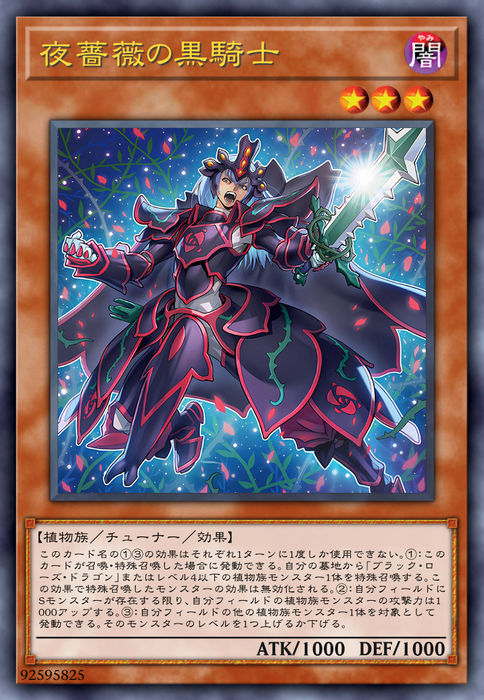 夜薔薇の黒騎士
やみ
闇
【植物族／チューナー／効果】
このカード名の①③の効果はそれぞれ1ターンに1度しか使用できない。①：この
カードが召喚・特殊召喚した場合に発動できる。自分の墓地から「ブラック・ロ
ーズ・ドラゴン」またはレベル4以下の植物族モンスター1体を特殊召喚する。こ
の効果で特殊召喚したモンスターの効果は無効化される。②：自分フィールドに
Sモンスターが存在する限り、自分フィールドの植物族モンスターの攻撃力は1
000アップする。③：自分フィールドの他の植物族モンスター1体を対象として
発動できる。そのモンスターのレベルを1つ上げるか下げる。
ATK/1000 DEF/1000
92595825